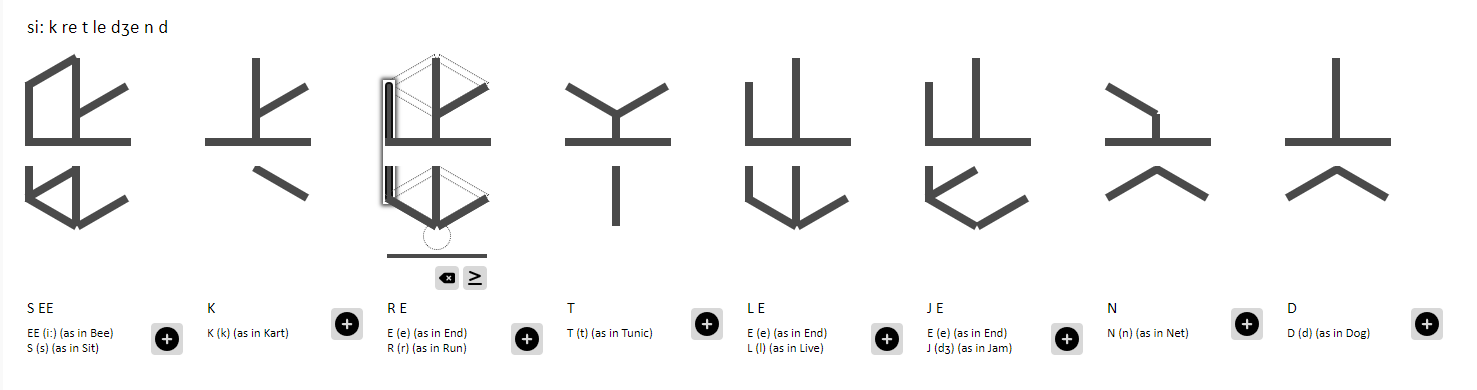 si: k re t le dʒe n d
S EE K R E T L E J E N D
EE (i:) (as in Bee) K (k) (as in Kart) E (e) (as in End) T (t) (as in Tunic) E (e) (as in End) E (e) (as in End) N (n) (as in Net) D (d) (as in Dog)
S (s) (as in Sit) R (r) (as in Run) L (l) (as in Live) J (dʒ) (as in Jam)